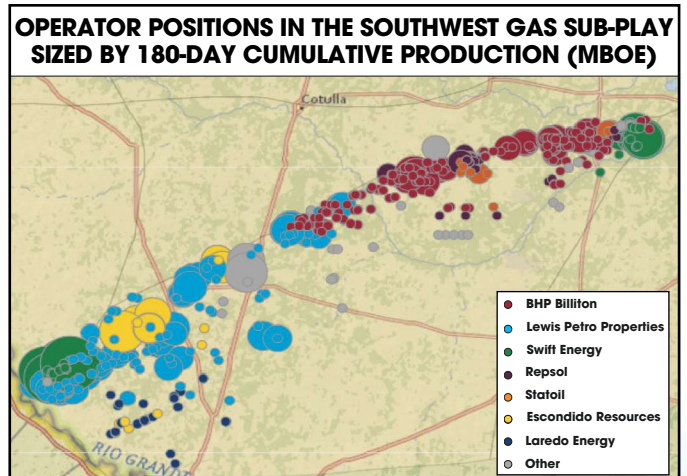 OPERATOR POSITIONS IN THE SOUTHWEST GAS SUB-PLAY
SIZED BY 180-DAY CUMULATIVE PRODUCTION (MBOE)
Cotulla
BHP Billiton
Lewis Petro Properties
Swift Energy
Repsol
Statoil
Escondido Resources
Laredo Energy
Other
RIO GRANDE